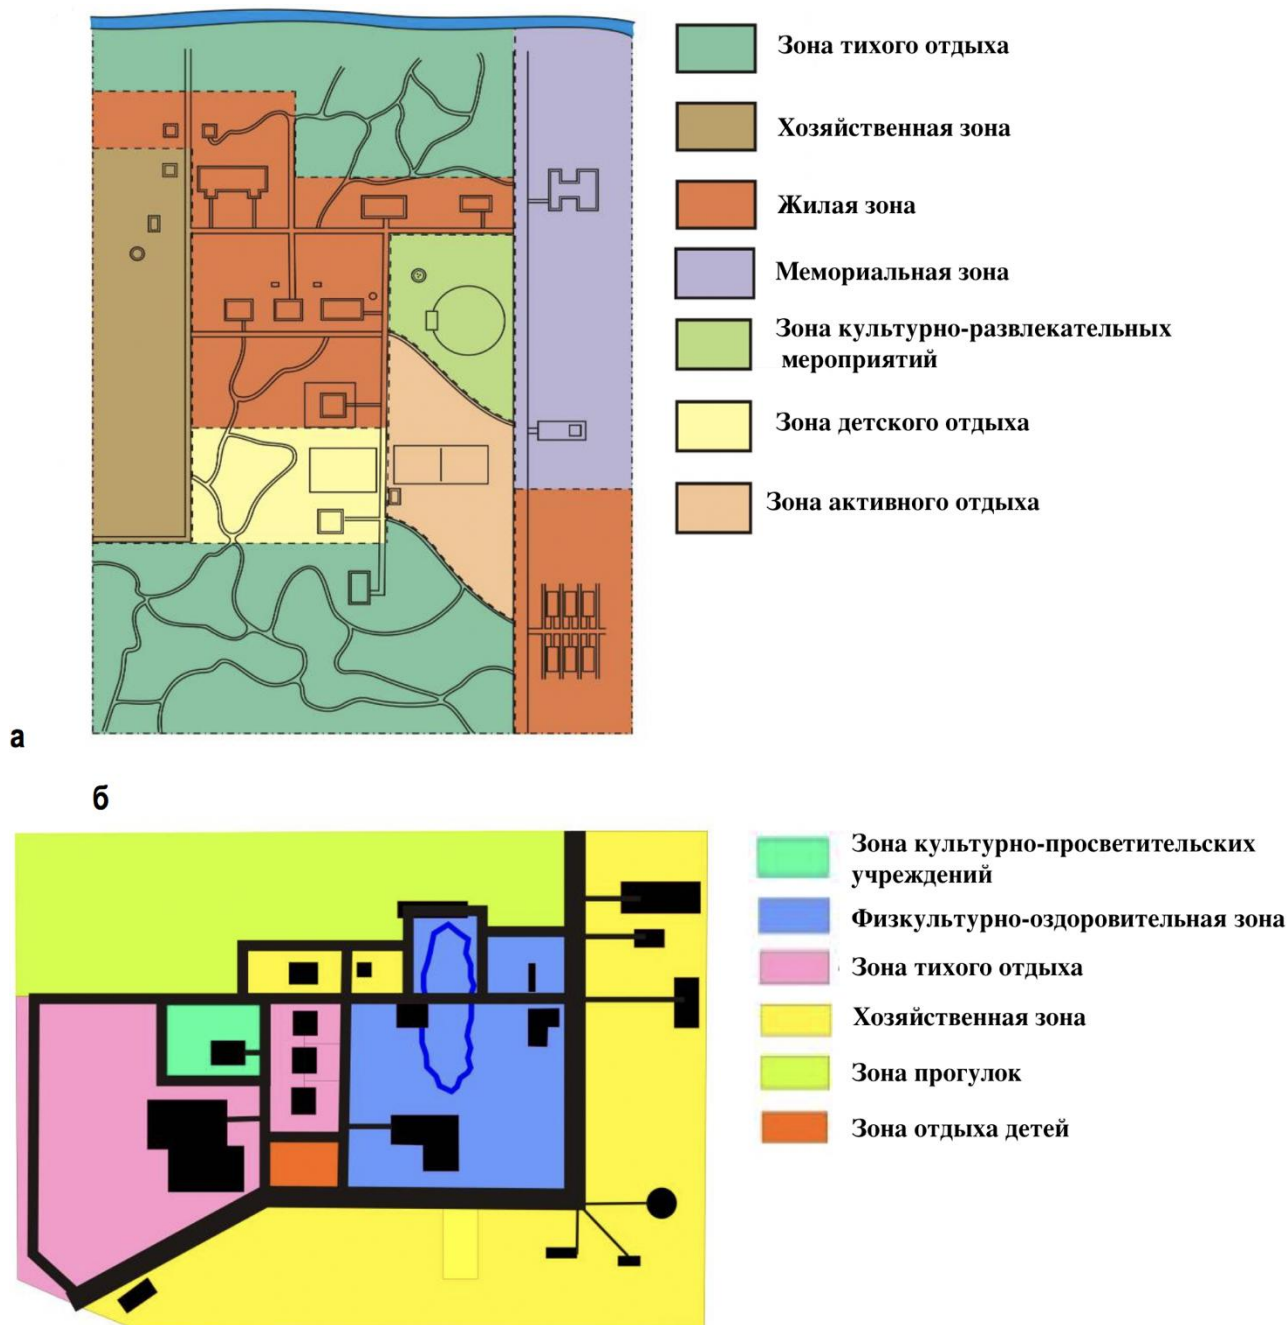 Зона тихого отдыха
Хозяйственная зона
Жилая зона
Мемориальная зона
Зона культурно-развлекательных
мероприятий
Зона детского отдыха
Зона активного отдыха
а
б
Зона культурно-просветительских
учреждений
Физкультурно-оздоровительная зона
Зона тихого отдыха
Хозяйственная зона
Зона прогулок
Зона отдыха детей